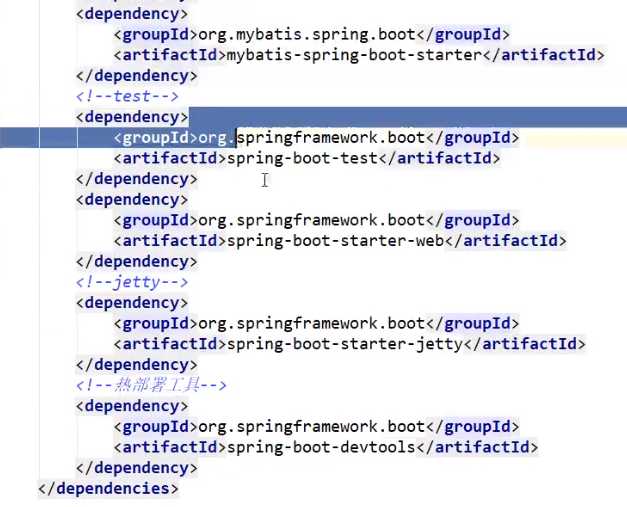 <dependency>
<groupId>org.mybatis.spring.boot</groupId>
<artifactId>mybatis-spring-boot-starter</artifactId>
</dependency>
<!--test-->
<dependency>
<groupId>org.springframework.boot</groupId>
<artifactId>spring-boot-test</artifactId>
</dependency>
<dependency>
<groupId>org.springframework.boot</groupId>
<artifactId>spring-boot-starter-web</artifactId>
</dependency>
<!--jetty-->
<dependency>
<groupId>org.springframework.boot</groupId>
<artifactId>spring-boot-starter-jetty</artifactId>
</dependency>
<!--热部署工具-->
<dependency>
<groupId>org.springframework.boot</groupId>
<artifactId>spring-boot-devtools</artifactId>
</dependency>
</dependencies>